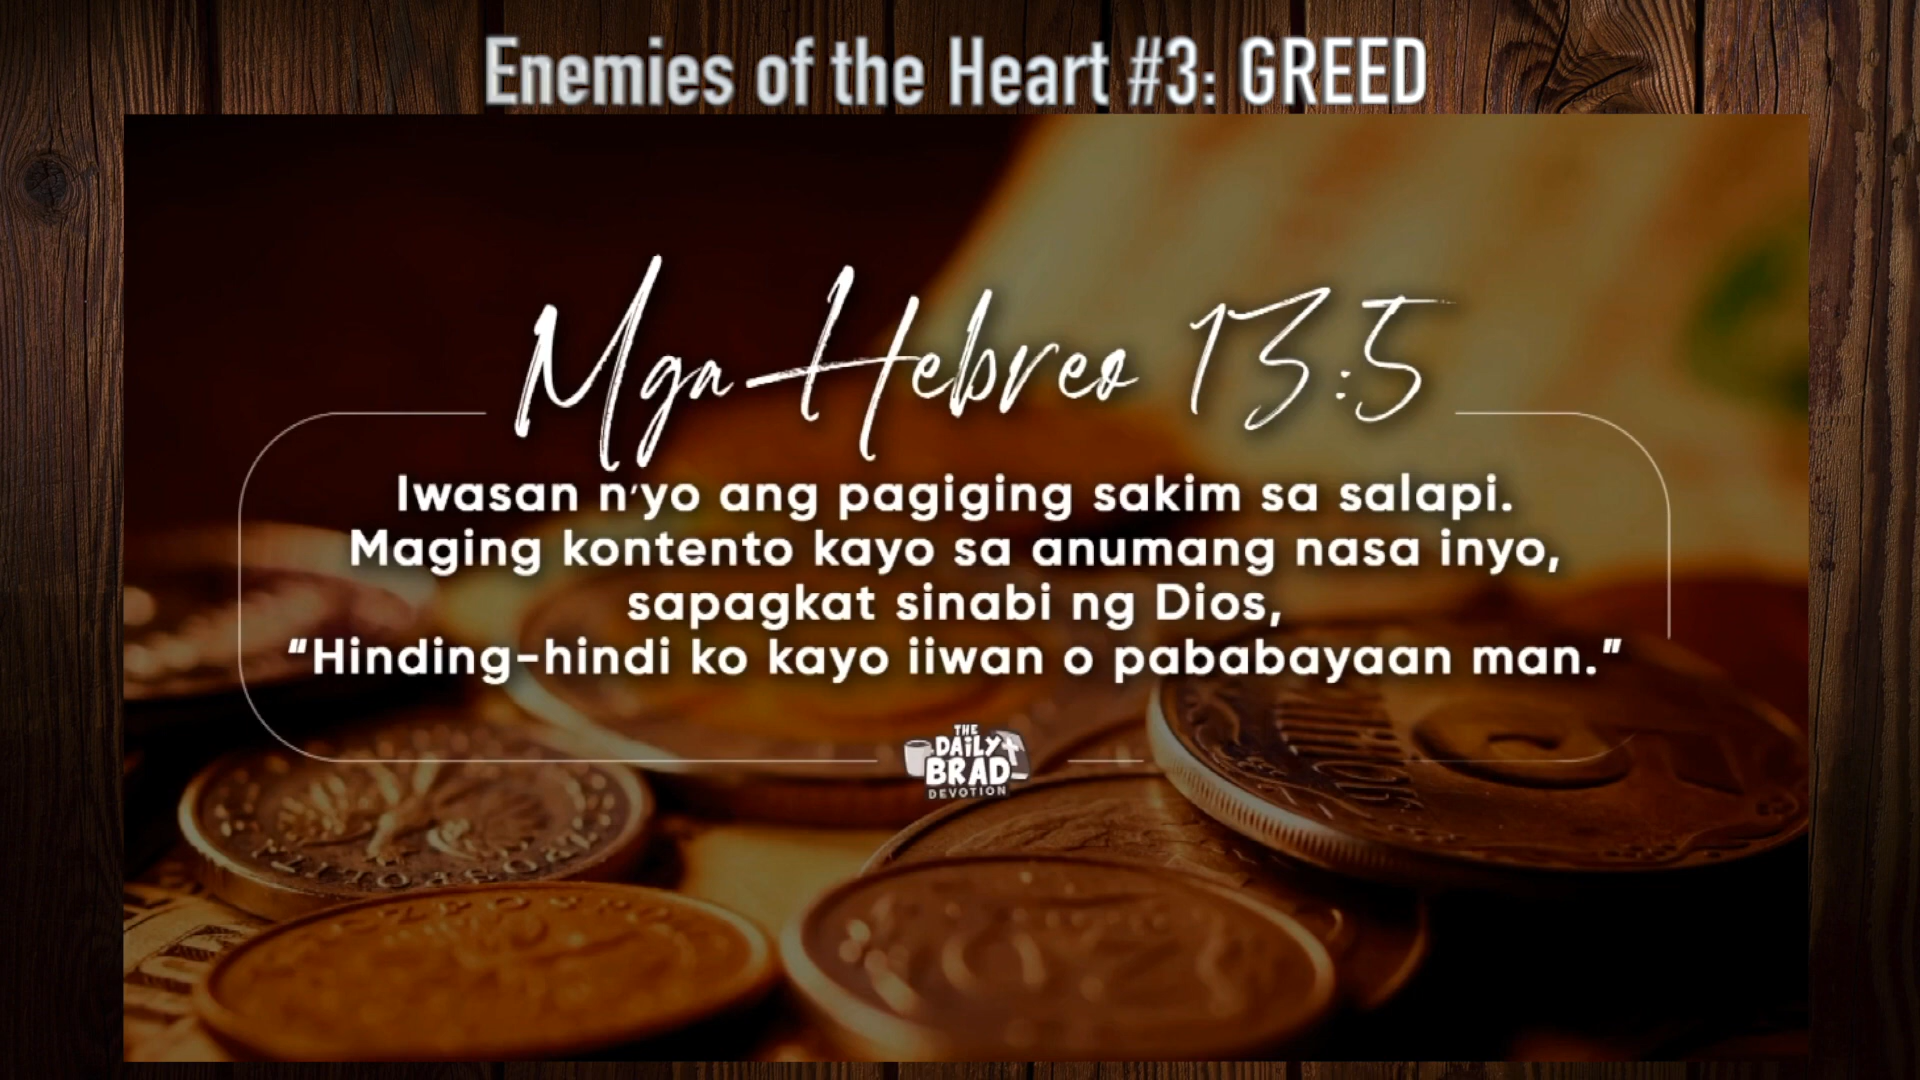 Enemies of the Heart #3: GREED
Mga Hebreo 13:5
Iwasan n'yo ang pagiging sakim sa salapi.
Maging kontento kayo sa anumang nasa inyo,
sapagkat sinabi ng Dios,
“Hinding-hindi ko kayo iiwan o pababayaan man.”
THE
DAiLY
BRAD
DEVOTION